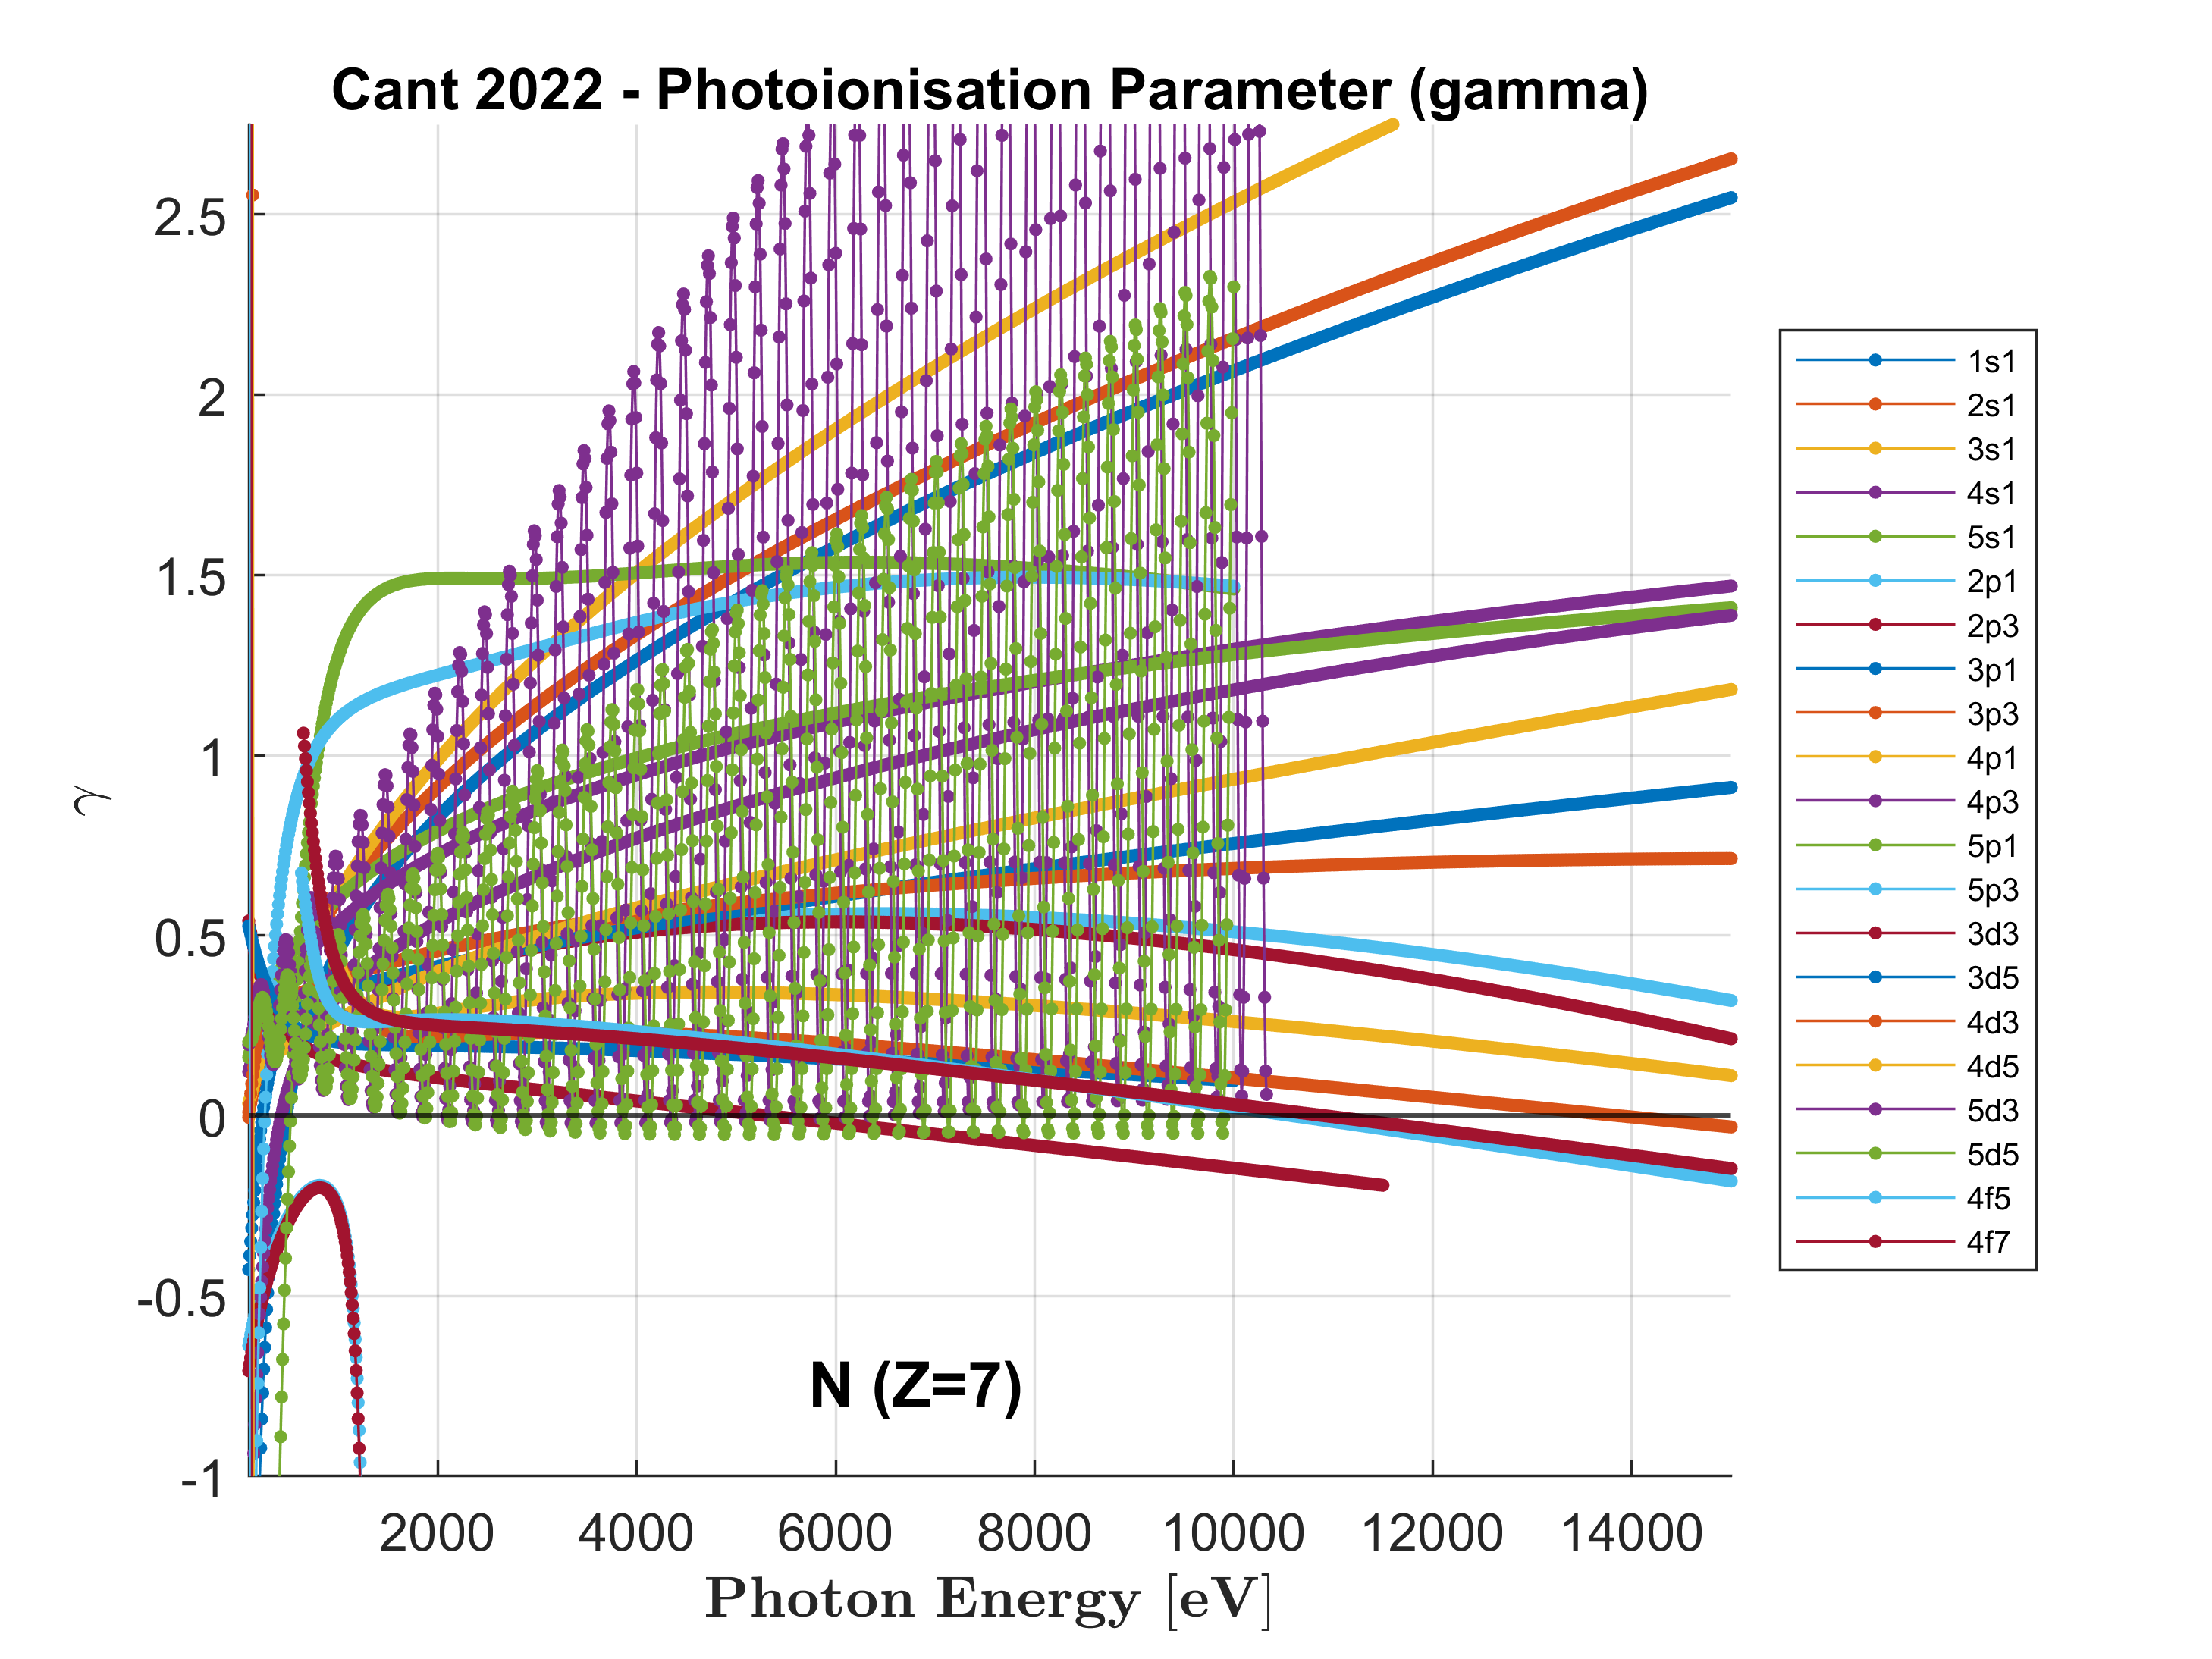 Cant 2022 - Photoionisation Parameter (gamma)
2.5
2
1.5
1
0.5
0
-0.5
-1
γ
2000 4000 6000 8000 10000 12000 14000
Photon Energy [eV]
N (Z=7)
1s1
2s1
3s1
4s1
5s1
2p1
2p3
3p1
3p3
4p1
4p3
5p1
5p3
3d3
3d5
4d3
4d5
5d3
5d5
4f5
4f7